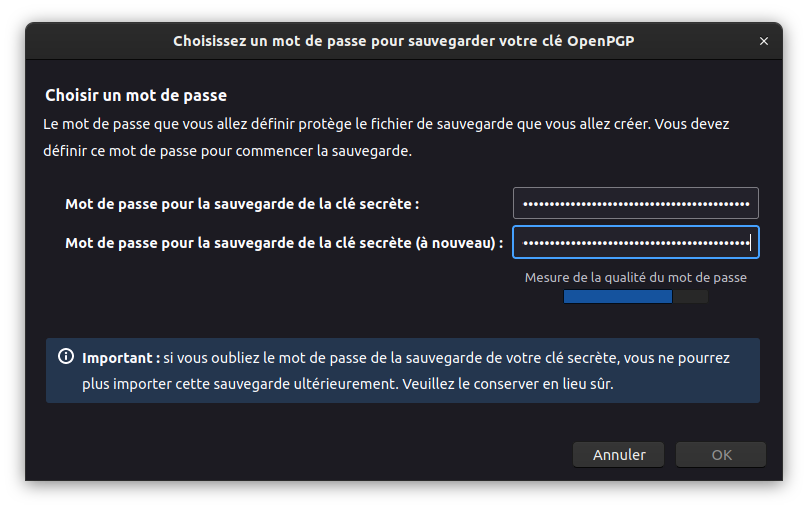 Choisissez un mot de passe pour sauvegarder votre clé OpenPGP
Choisir un mot de passe
Le mot de passe que vous allez définir protège le fichier de sauvegarde que vous allez créer. Vous devez
définir ce mot de passe pour commencer la sauvegarde.
Mot de passe pour la sauvegarde de la clé secrète :
Mot de passe pour la sauvegarde de la clé secrète (à nouveau) :
Mesure de la qualité du mot de passe
Important : si vous oubliez le mot de passe de la sauvegarde de votre clé secrète, vous ne pourrez
plus importer cette sauvegarde ultérieurement. Veuillez le conserver en lieu sûr.
Annuler
OK